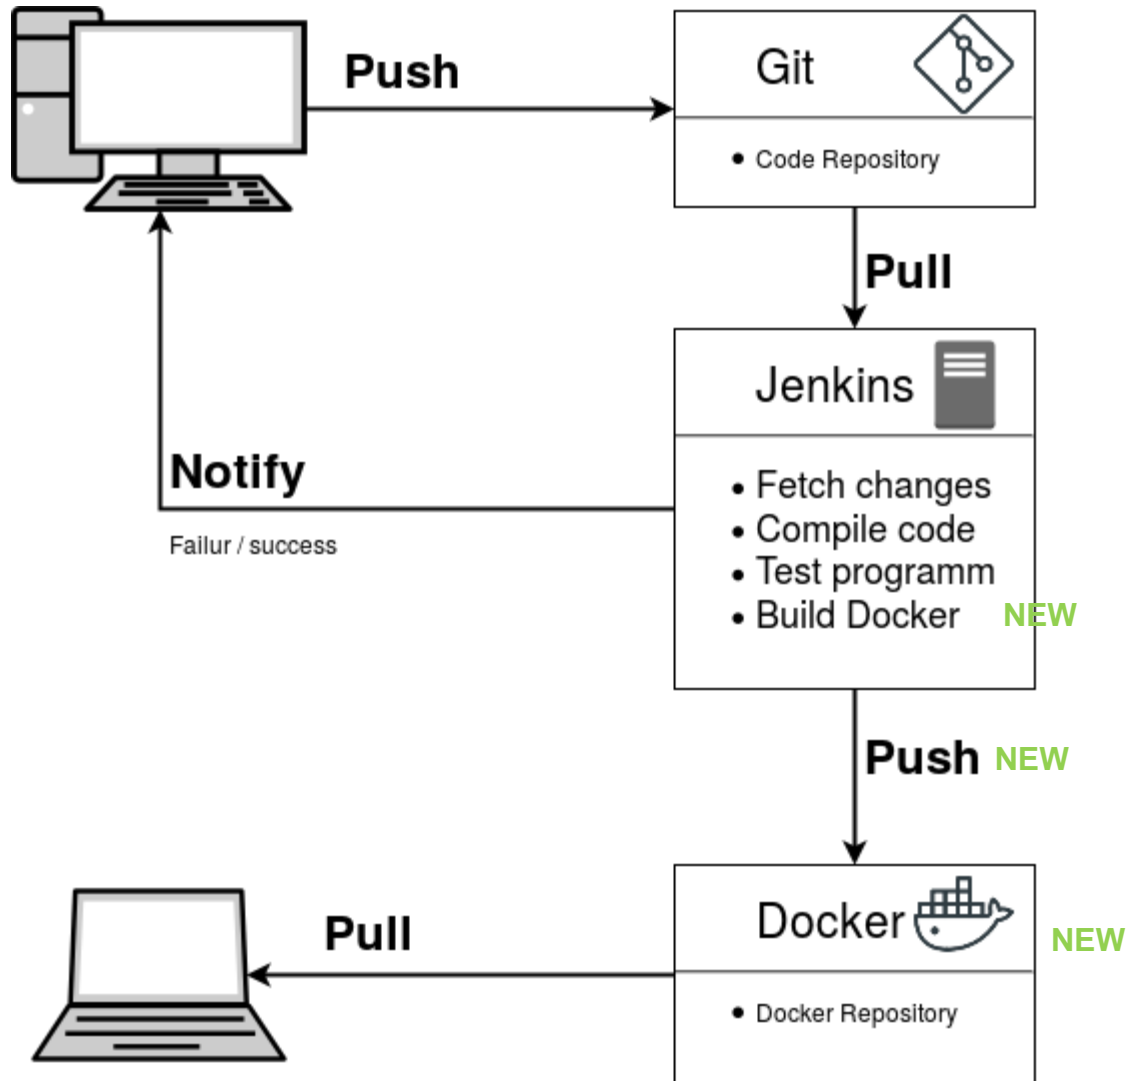 Push
Git
• Code Repository
Pull
Jenkins
• Fetch changes
• Compile code
• Test programm
• Build Docker NEW
Notify
Failur / success
Push NEW
Docker NEW
• Docker Repository
Pull